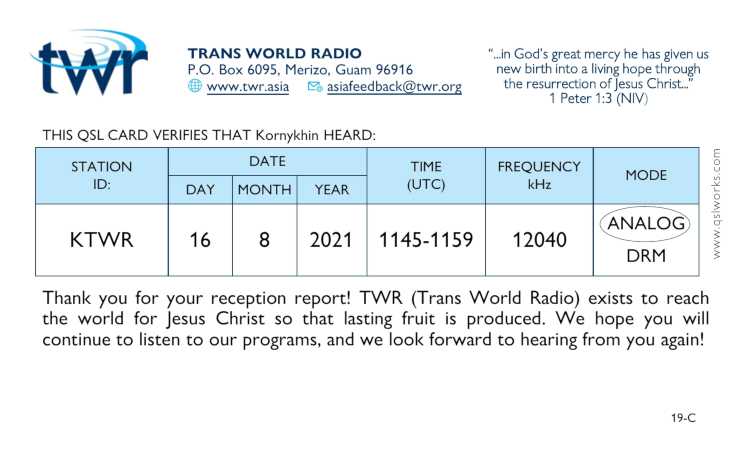 twr
TRANS WORLD RADIO
P.O. Box 6095, Merizo, Guam 96916
www.twr.asia asiafeedback@twr.org
“...in God’s great mercy he has given us
new birth into a living hope through
the resurrection of Jesus Christ...”
1 Peter 1:3 (NIV)
THIS QSL CARD VERIFIES THAT Kornykhin HEARD:
STATION
ID:
DATE
DAY MONTH YEAR
TIME
(UTC)
FREQUENCY
kHz
MODE
KTWR 16 8 2021 1145-1159 12040
ANALOG
DRM
www.qslworks.com
Thank you for your reception report! TWR (Trans World Radio) exists to reach
the world for Jesus Christ so that lasting fruit is produced. We hope you will
continue to listen to our programs, and we look forward to hearing from you again!
19-C